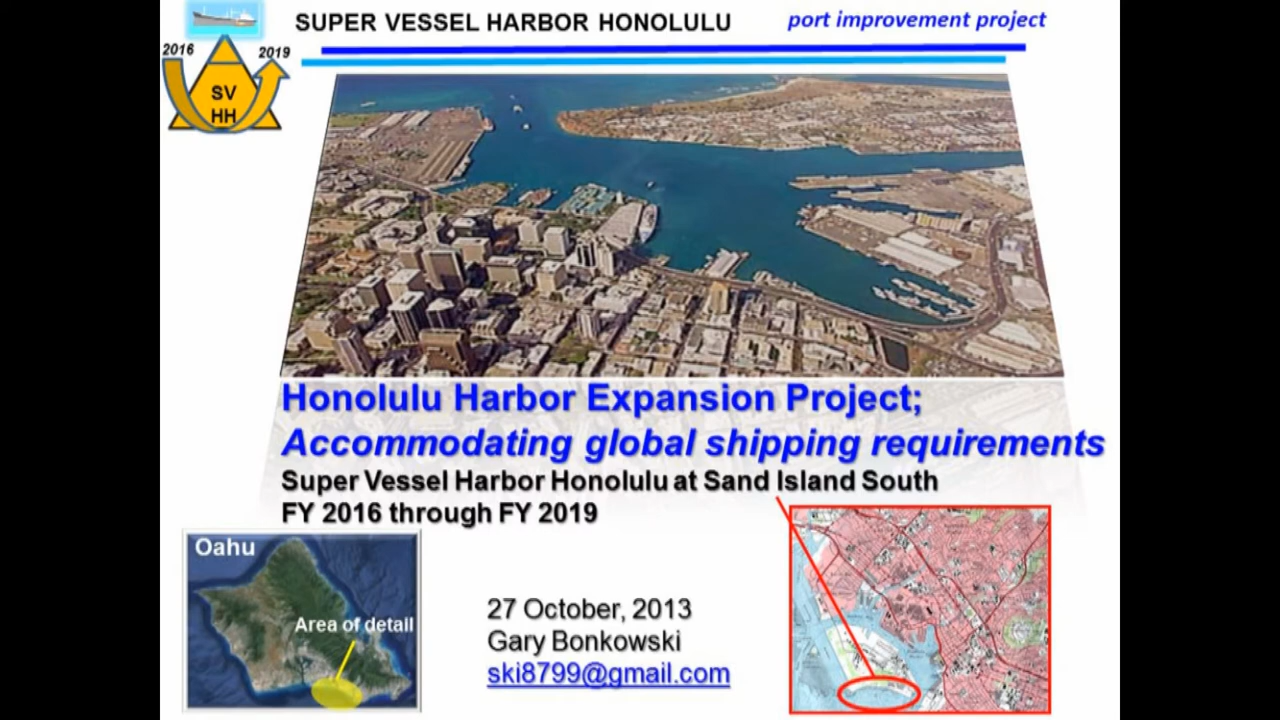 SUPER VESSEL HARBOR HONOLULU
port improvement project
2016
2019
SV
HH
Honolulu Harbor Expansion Project;
Accommodating global shipping requirements
Super Vessel Harbor Honolulu at Sand Island South
FY 2016 through FY 2019
Oahu
Area of detail
27 October, 2013
Gary Bonkowski
ski8799@gmail.com